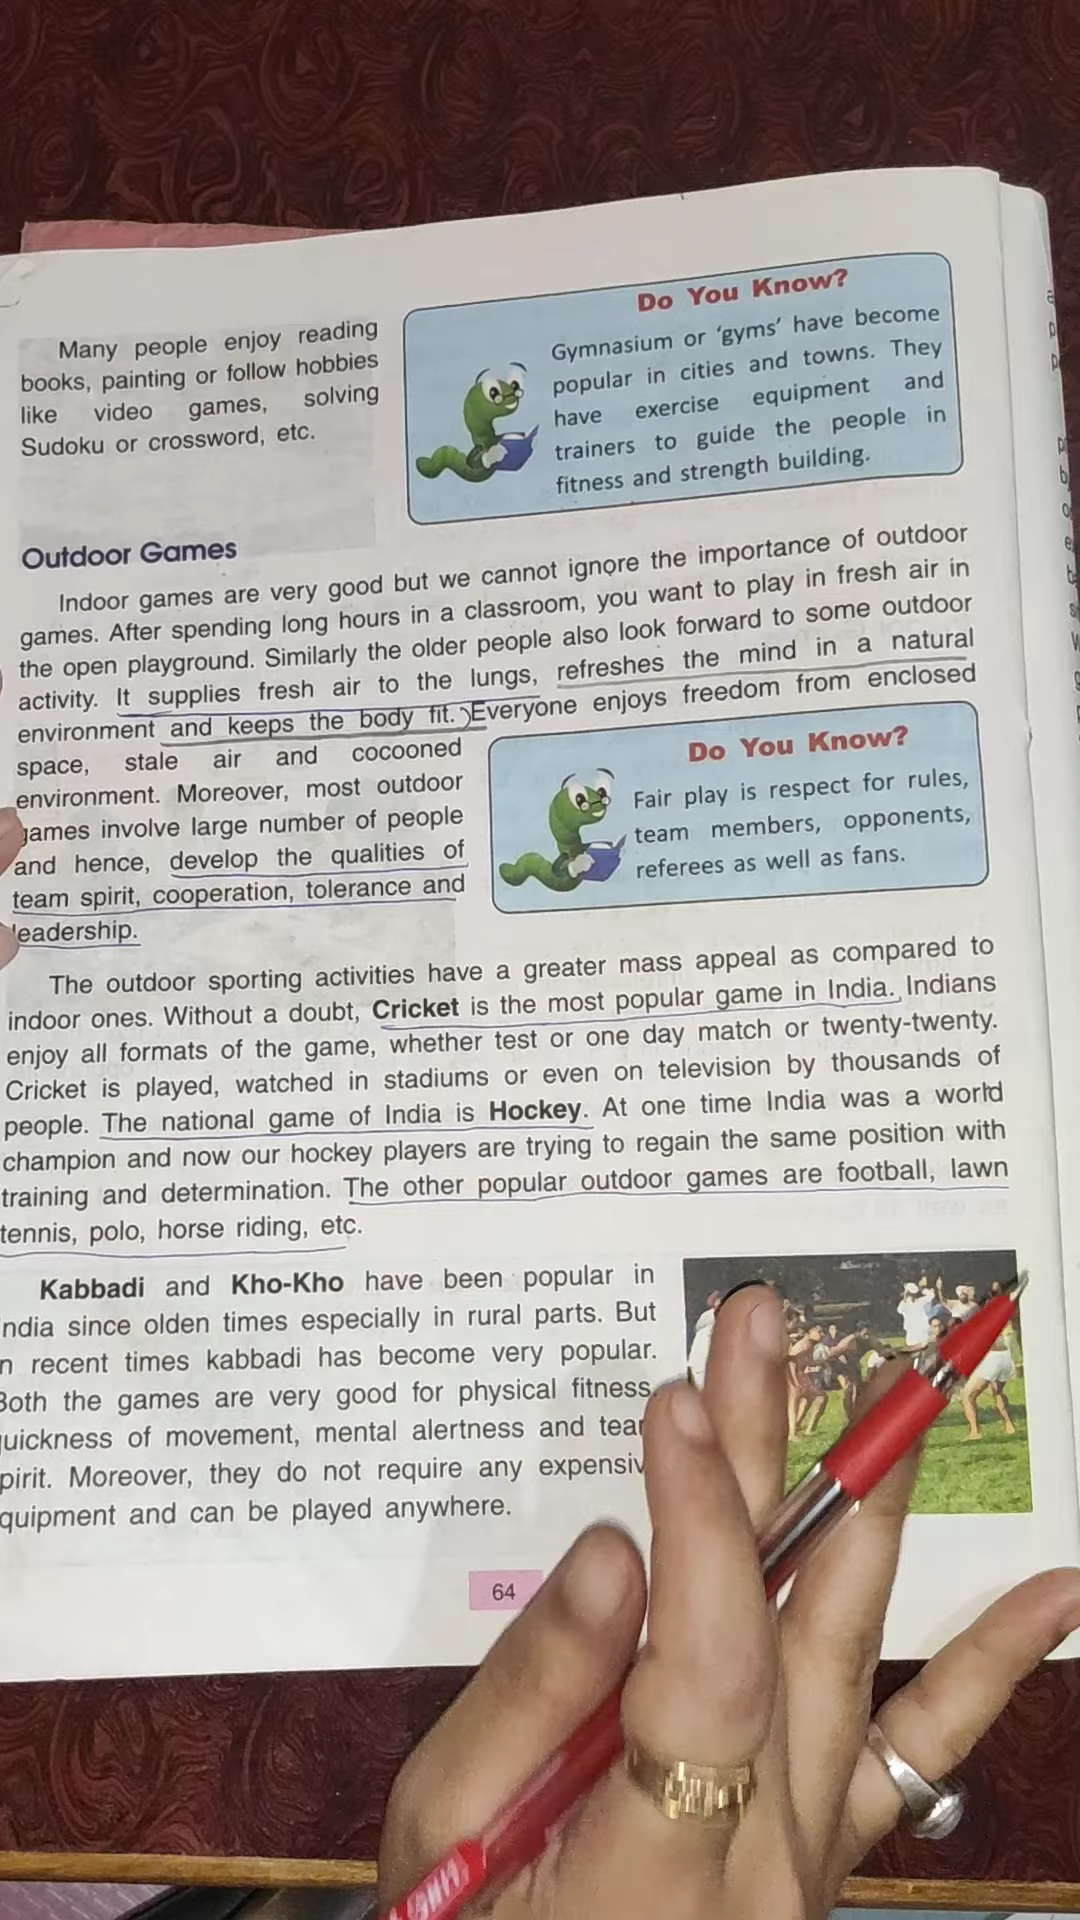 Many people enjoy reading
books, painting or follow hobbies
like video games, solving
Sudoku or crossword, etc.
Do You Know?
Gymnasium or 'gyms' have become
popular in cities and towns. They
have exercise equipment and
trainers to guide the people in
fitness and strength building.
Outdoor Games
Indoor games are very good but we cannot ignore the importance of outdoor
games. After spending long hours in a classroom, you want to play in fresh air in
the open playground. Similarly the older people also look forward to some outdoor
activity. It supplies fresh air to the lungs, refreshes the mind in a natural
environment and keeps the body fit. Everyone enjoys freedom from enclosed
space, stale air and cocooned
environment. Moreover, most outdoor
games involve large number of people
and hence, develop the qualities of
team spirit, cooperation, tolerance and
leadership.
Do You Know?
Fair play is respect for rules,
team members, opponents,
referees as well as fans.
The outdoor sporting activities have a greater mass appeal as compared to
indoor ones. Without a doubt, Cricket is the most popular game in India. Indians
enjoy all formats of the game, whether test or one day match or twenty-twenty.
Cricket is played, watched in stadiums or even on television by thousands of
people. The national game of India is Hockey. At one time India was a world
champion and now our hockey players are trying to regain the same position with
training and determination. The other popular outdoor games are football, lawn
tennis, polo, horse riding, etc.
Kabbadi and Kho-Kho have been popular in
ndia since olden times especially in rural parts. But
n recent times kabbadi has become very popular.
Both the games are very good for physical fitness,
quickness of movement, mental alertness and tea
pirit. Moreover, they do not require any expensiv
quipment and can be played anywhere.
64